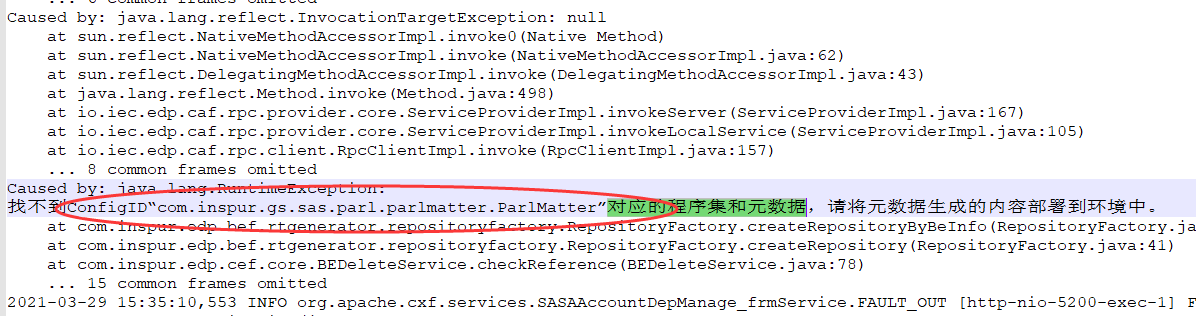 ... 6 common frames omitted
Caused by: java.lang.reflect.InvocationTargetException: null
at sun.reflect.NativeMethodAccessorImpl.invoke0(Native Method)
at sun.reflect.NativeMethodAccessorImpl.invoke(NativeMethodAccessorImpl.java:62)
at sun.reflect.DelegatingMethodAccessorImpl.invoke(DelegatingMethodAccessorImpl.java:43)
at java.lang.reflect.Method.invoke(Method.java:498)
at io.iec.edp.caf.rpc.provider.core.ServiceProviderImpl.invokeServer(ServiceProviderImpl.java:167)
at io.iec.edp.caf.rpc.provider.core.ServiceProviderImpl.invokeLocalService(ServiceProviderImpl.java:105)
at io.iec.edp.caf.rpc.client.RpcClientImpl.invoke(RpcClientImpl.java:157)
... 8 common frames omitted
Caused by: java.lang.RuntimeException:
找不到ConfigID“com.inspur.gs.sas.parl.parlmatter.ParlMatter”对应的程序集和元数据，请将元数据生成的内容部署到环境中。
at com.inspur.edp.bef.rtgenerator.repositoryfactory.RepositoryFactory.createRepositoryByBeInfo(RepositoryFactory.ja
at com.inspur.edp.bef.rtgenerator.repositoryfactory.RepositoryFactory.createRepository(RepositoryFactory.java:41)
at com.inspur.edp.cef.core.BEDeleteService.checkReference(BEDeleteService.java:78)
... 15 common frames omitted
2021-03-29 15:35:10,553 INFO org.apache.cxf.services.SASAAccountDepManage_frmService.FAULT_OUT [http-nio-5200-exec-1] F